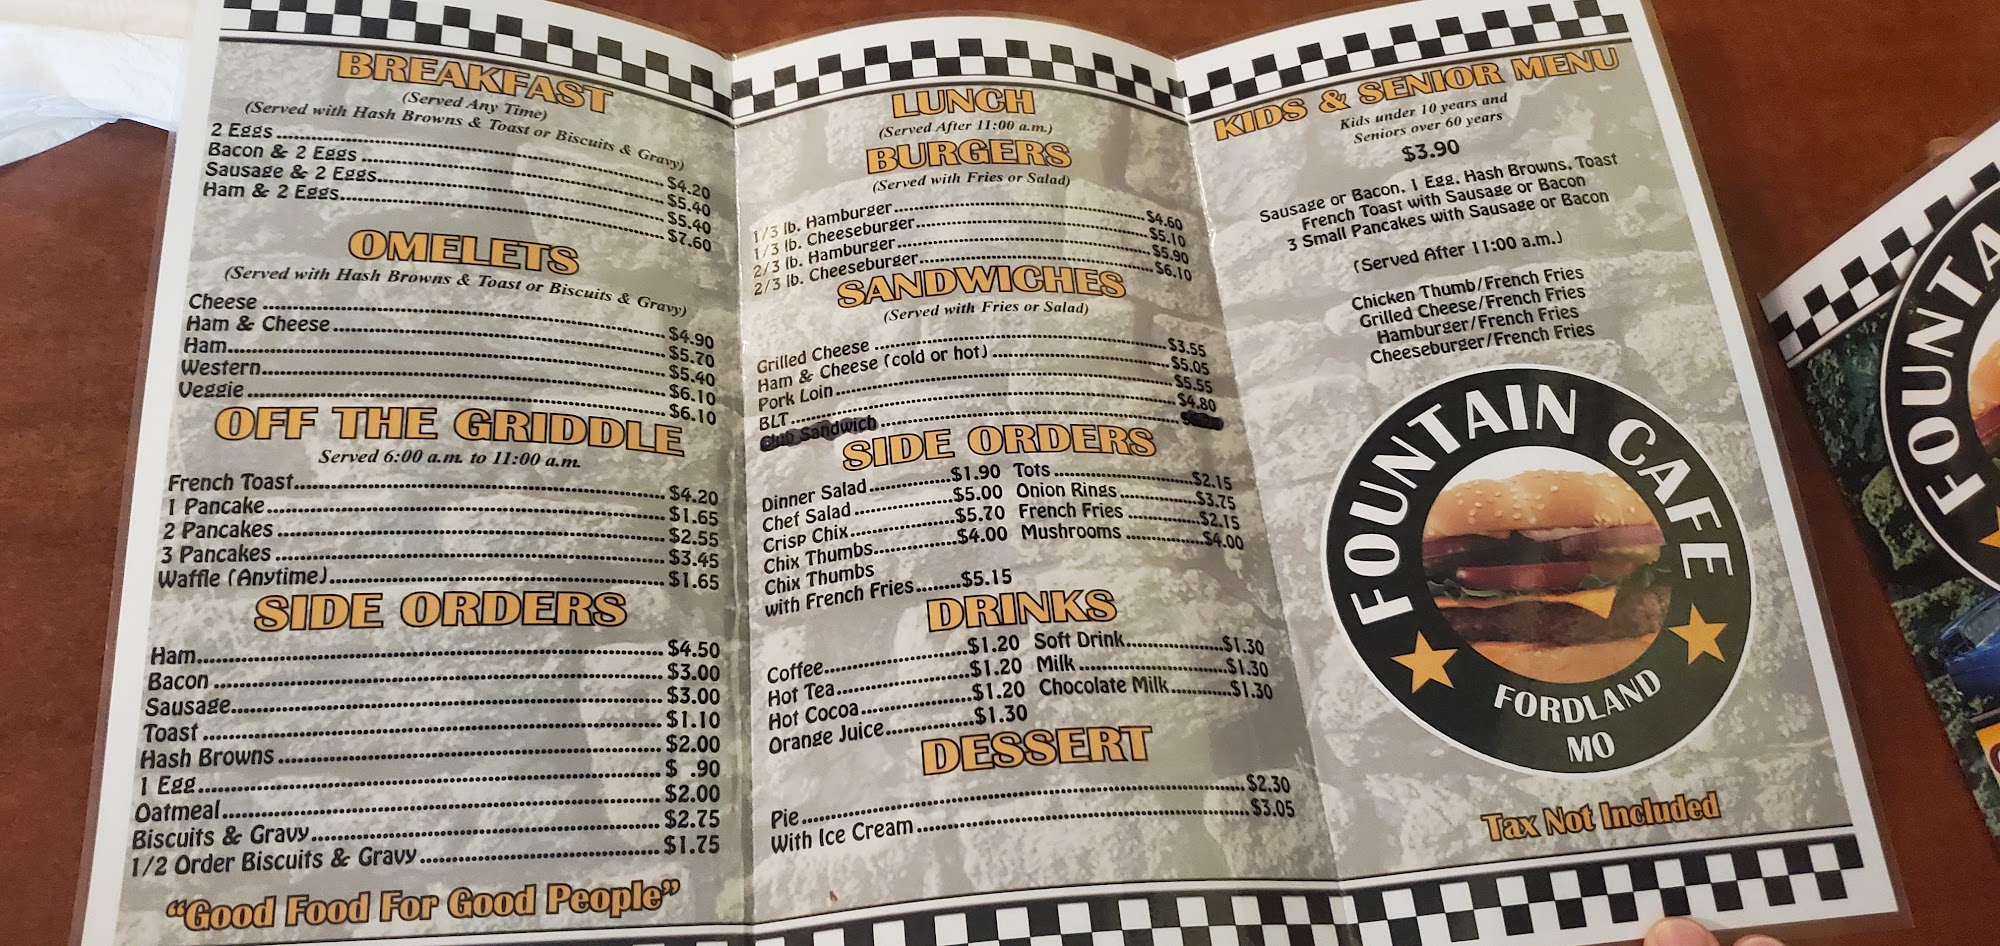 BREAKFAST
(Served Any Time)
(Served with Hash Browns & Toast or Biscuits & Gravy)
2 Eggs ........ $4.20
Bacon & 2 Eggs ........ $5.40
Sausage & 2 Eggs ........ $5.40
Ham & 2 Eggs ........ $7.60
OMELETS
(Served with Hash Browns & Toast or Biscuits & Gravy)
Cheese ........ $4.90
Ham & Cheese ........ $5.70
Ham ........ $5.40
Western ........ $6.10
Veggie ........ $6.10
OFF THE GRIDDLE
Served 6:00 a.m. to 11:00 a.m.
French Toast ........ $4.20
1 Pancake ........ $1.65
2 Pancakes ........ $2.55
3 Pancakes ........ $3.45
Waffle (Anytime) ........ $1.65
SIDE ORDERS
Ham ........ $4.50
Bacon ........ $3.00
Sausage ........ $3.00
Toast ........ $1.10
Hash Browns ........ $2.00
1 Egg ........ $ .90
Oatmeal ........ $2.00
Biscuits & Gravy ........ $2.75
1/2 Order Biscuits & Gravy ........ $1.75
"Good Food For Good People"
LUNCH
(Served After 11:00 a.m.)
BURGERS
(Served with Fries or Salad)
1/3 lb. Hamburger ........ $4.60
1/3 lb. Cheeseburger ........ $5.10
2/3 lb. Hamburger ........ $5.90
2/3 lb. Cheeseburger ........ $6.10
SANDWICHES
(Served with Fries or Salad)
Grilled Cheese ........ $3.55
Ham & Cheese (cold or hot) ........ $5.05
Pork Loin ........ $5.55
BLT ........ $4.80
Club Sandwich ........
SIDE ORDERS
Dinner Salad ........ $1.90 Tots ........ $2.15
Chef Salad ........ $5.00 Onion Rings ........ $3.75
Crisp Chix ........ $5.70 French Fries ........ $2.15
Chix Thumbs ........ $4.00 Mushrooms ........ $4.00
Chix Thumbs
with French Fries ........ $5.15
DRINKS
Coffee ........ $1.20 Soft Drink ........ $1.30
Hot Tea ........ $1.20 Milk ........ $1.30
Hot Cocoa ........ $1.20 Chocolate Milk ........ $1.30
Orange Juice ........ $1.30
DESSERT
Pie ........ $2.30
With Ice Cream ........ $3.05
KIDS & SENIOR MENU
Kids under 10 years and
Seniors over 60 years
$3.90
Sausage or Bacon, 1 Egg, Hash Browns, Toast
French Toast with Sausage or Bacon
3 Small Pancakes with Sausage or Bacon
(Served After 11:00 a.m.)
Chicken Thumb/French Fries
Grilled Cheese/French Fries
Hamburger/French Fries
Cheeseburger/French Fries
FOUNTAIN CAFE
FORDLAND
MO
Tax Not Included
FOUNTA